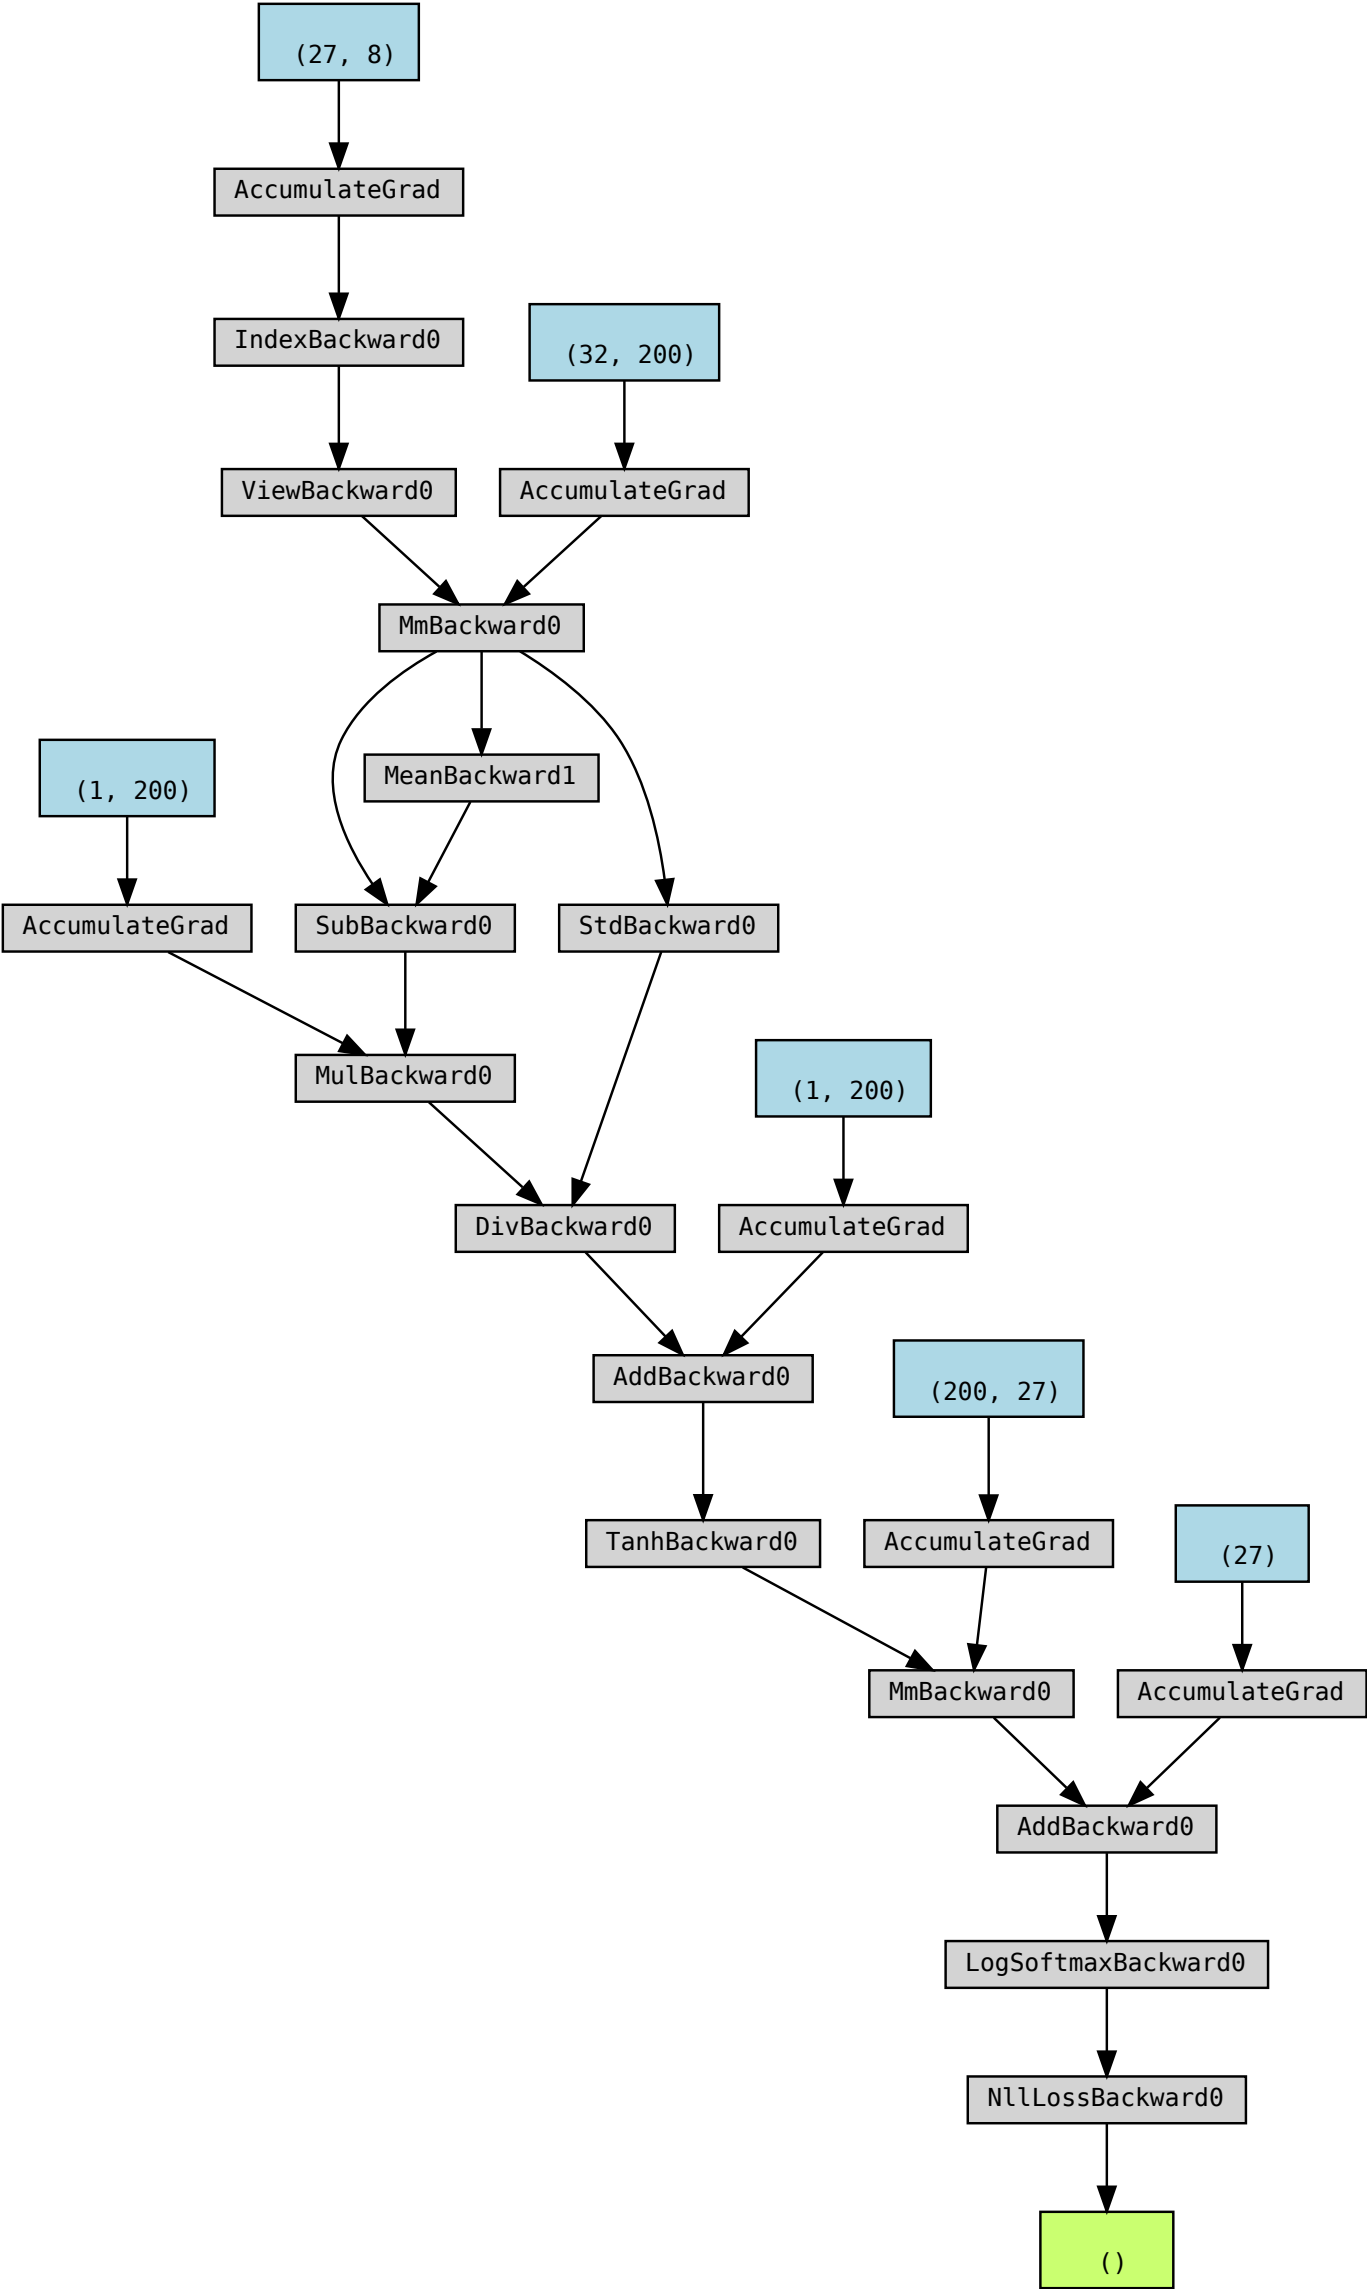 (27, 8)
AccumulateGrad
IndexBackward0
(32, 200)
ViewBackward0
AccumulateGrad
MmBackward0
(1, 200)
MeanBackward1
AccumulateGrad
SubBackward0
StdBackward0
MulBackward0
(1, 200)
DivBackward0
AccumulateGrad
AddBackward0
(200, 27)
TanhBackward0
AccumulateGrad
(27)
MmBackward0
AccumulateGrad
AddBackward0
LogSoftmaxBackward0
NllLossBackward0
()